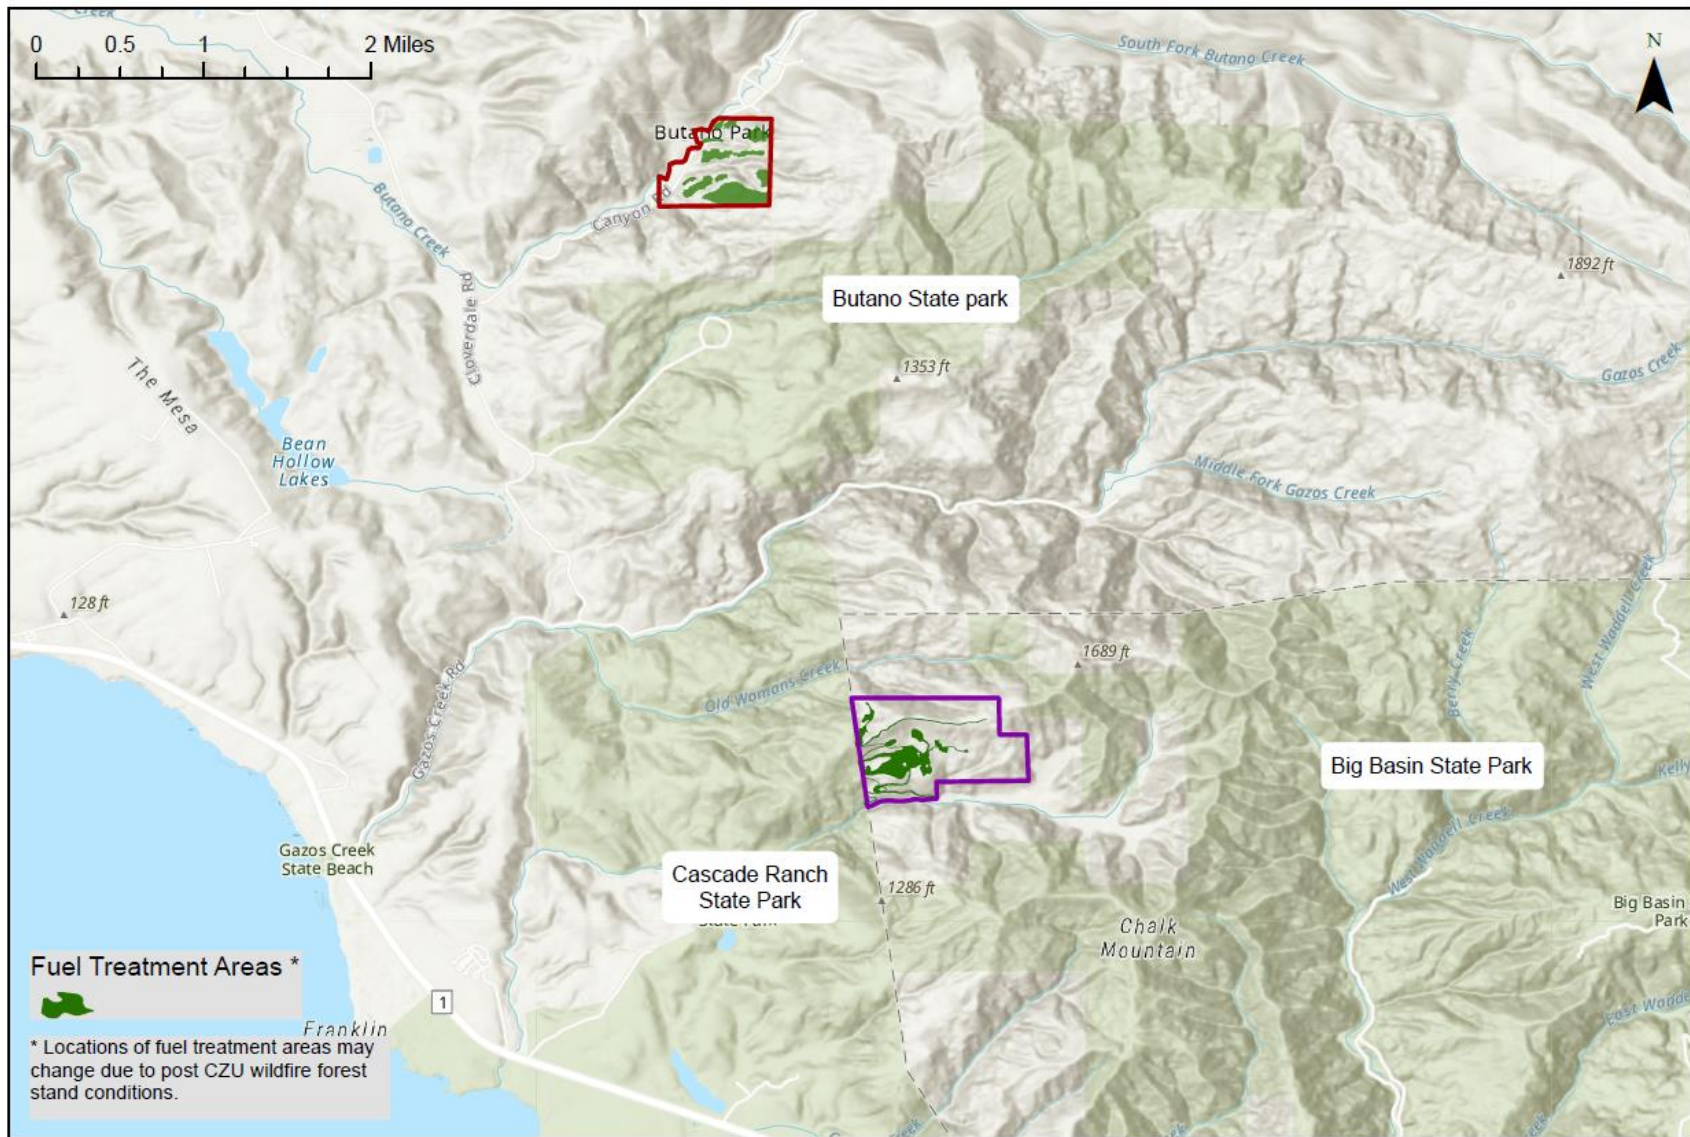 Creek
0 0.5 1 2 Miles
South Fork Butano Creek
N
Butano Park
Canyon Rd
Butano Creek
1892 ft
Butano State park
Cloverdale Rd
1353 ft
Gazos Creek
The Mesa
Bean
Hollow
Lakes
Middle Fork Gazos Creek
128 ft
Gazos Creek Rd
Old Womans Creek
1689 ft
Berry Creek
West Waddell Creek
Big Basin State Park
Kelly
West Waddell Creek
Gazos Creek
State Beach
Cascade Ranch
State Park
1286 ft
Chalk
Mountain
Big Basin
Park
Fuel Treatment Areas *
1
Franklin
* Locations of fuel treatment areas may
change due to post CZU wildfire forest
stand conditions.
East Wadde
Creek